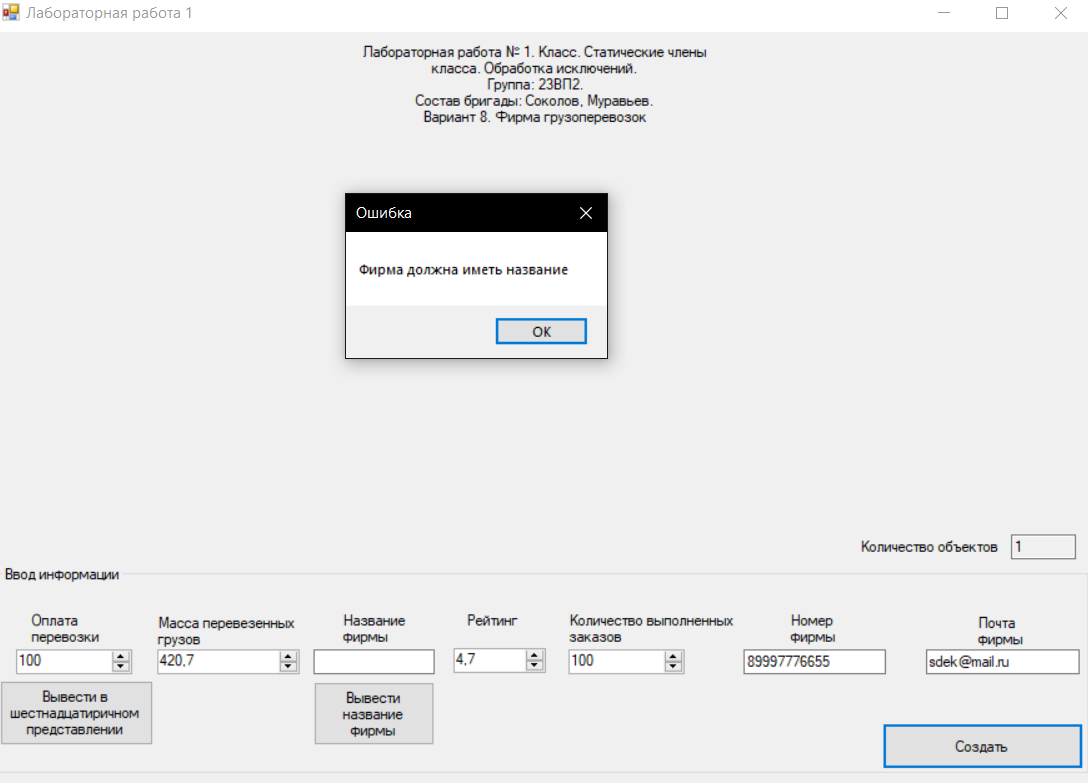 Лабораторная работа 1
Лабораторная работа № 1. Класс. Статические члены
класса. Обработка исключений.
Группа: 23ВП2.
Состав бригады: Соколов, Муравьев.
Вариант 8. Фирма грузоперевозок
Ошибка
Фирма должна иметь название
ОК
Количество объектов 1
Ввод информации
Оплата
перевозки
100
Масса перевезенных
грузов
420,7
Название
фирмы
Рейтинг
4,7
Количество выполненных
заказов
100
Номер
фирмы
89997776655
Почта
фирмы
sdek@mail.ru
Вывести в
шестнадцатиричном
представлении
Вывести
название
фирмы
Создать